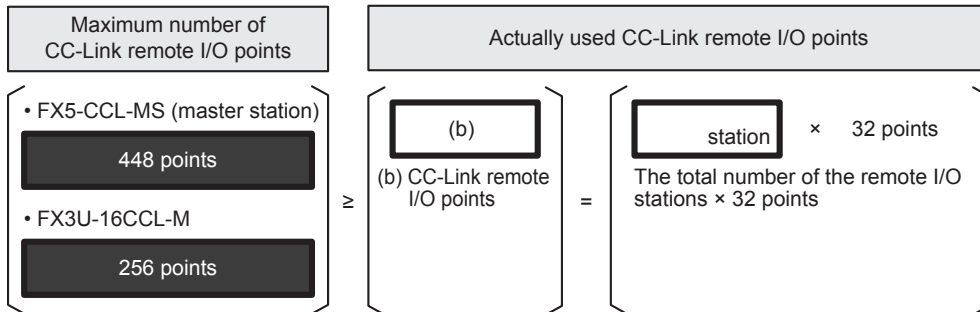 Maximum number of
CC-Link remote I/O points
Actually used CC-Link remote I/O points
• FX5-CCL-MS (master station)
448 points
• FX3U-16CCL-M
256 points
≥
(b)
(b) CC-Link remote
I/O points
=
station × 32 points
The total number of the remote I/O
stations × 32 points